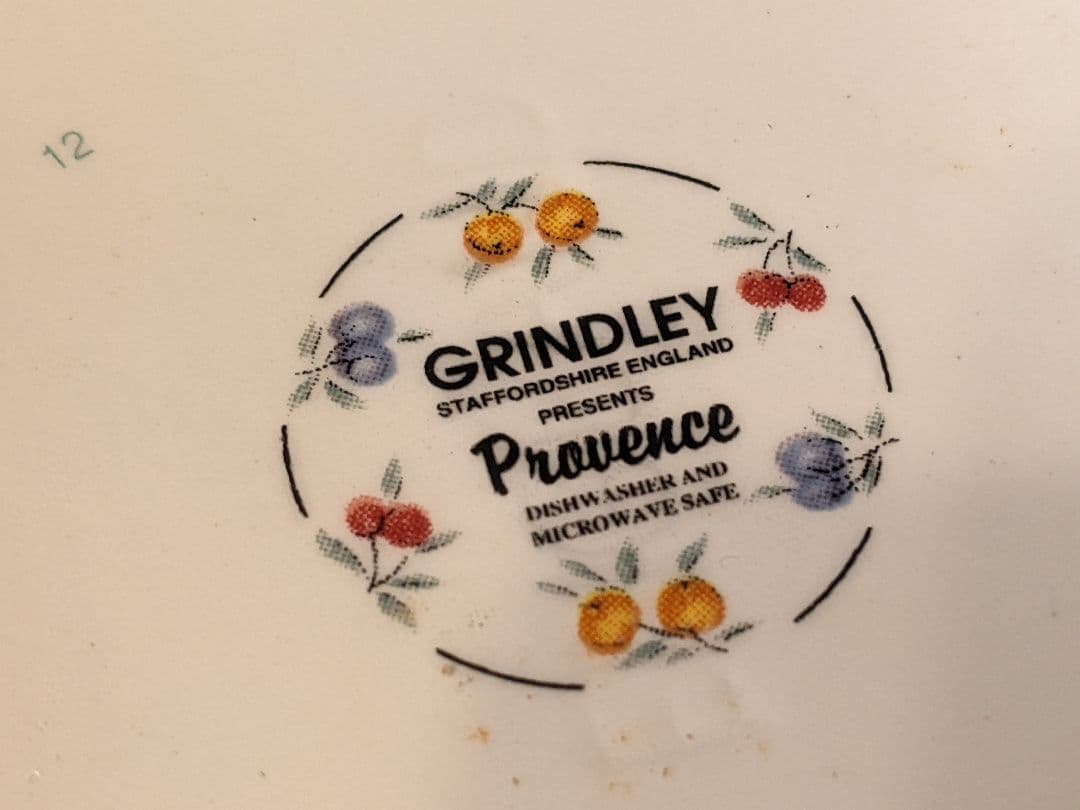 12
GRINDLEY
STAFFORDSHIRE ENGLAND
PRESENTS
Provence
DISHWASHER AND
MICROWAVE SAFE